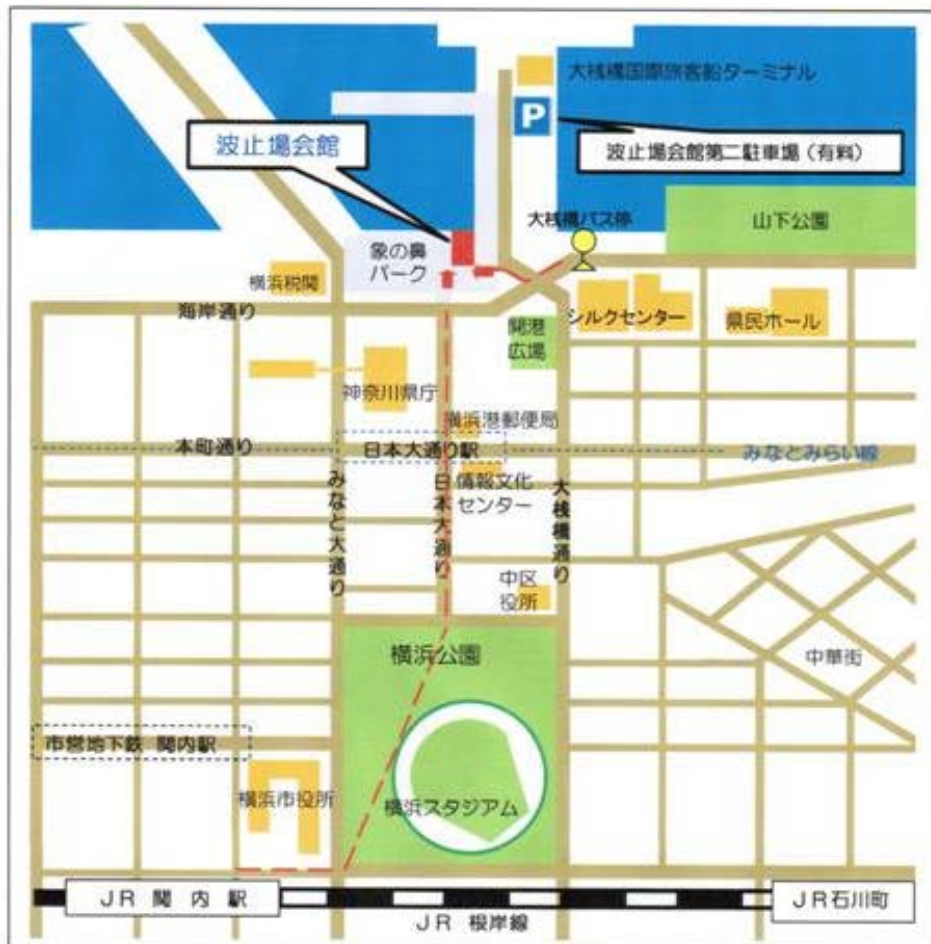 大桟橋国際旅客船ターミナル
P
波止場会館
波止場会館第二駐車場（有料）
大桟橋バス停
山下公園
象の鼻
パーク
横浜税関
海岸通り
シルクセンター
県民ホール
開港
広場
神奈川県庁
横浜港郵便局
本町通り
日本大通り駅
みなとみらい線
みなと大通り
日本大通り
情報文化
センター
大桟橋通り
中区
役所
横浜公園
中華街
市営地下鉄 関内駅
横浜市役所
横浜スタジアム
JR 関内駅
JR石川町
JR 根岸線